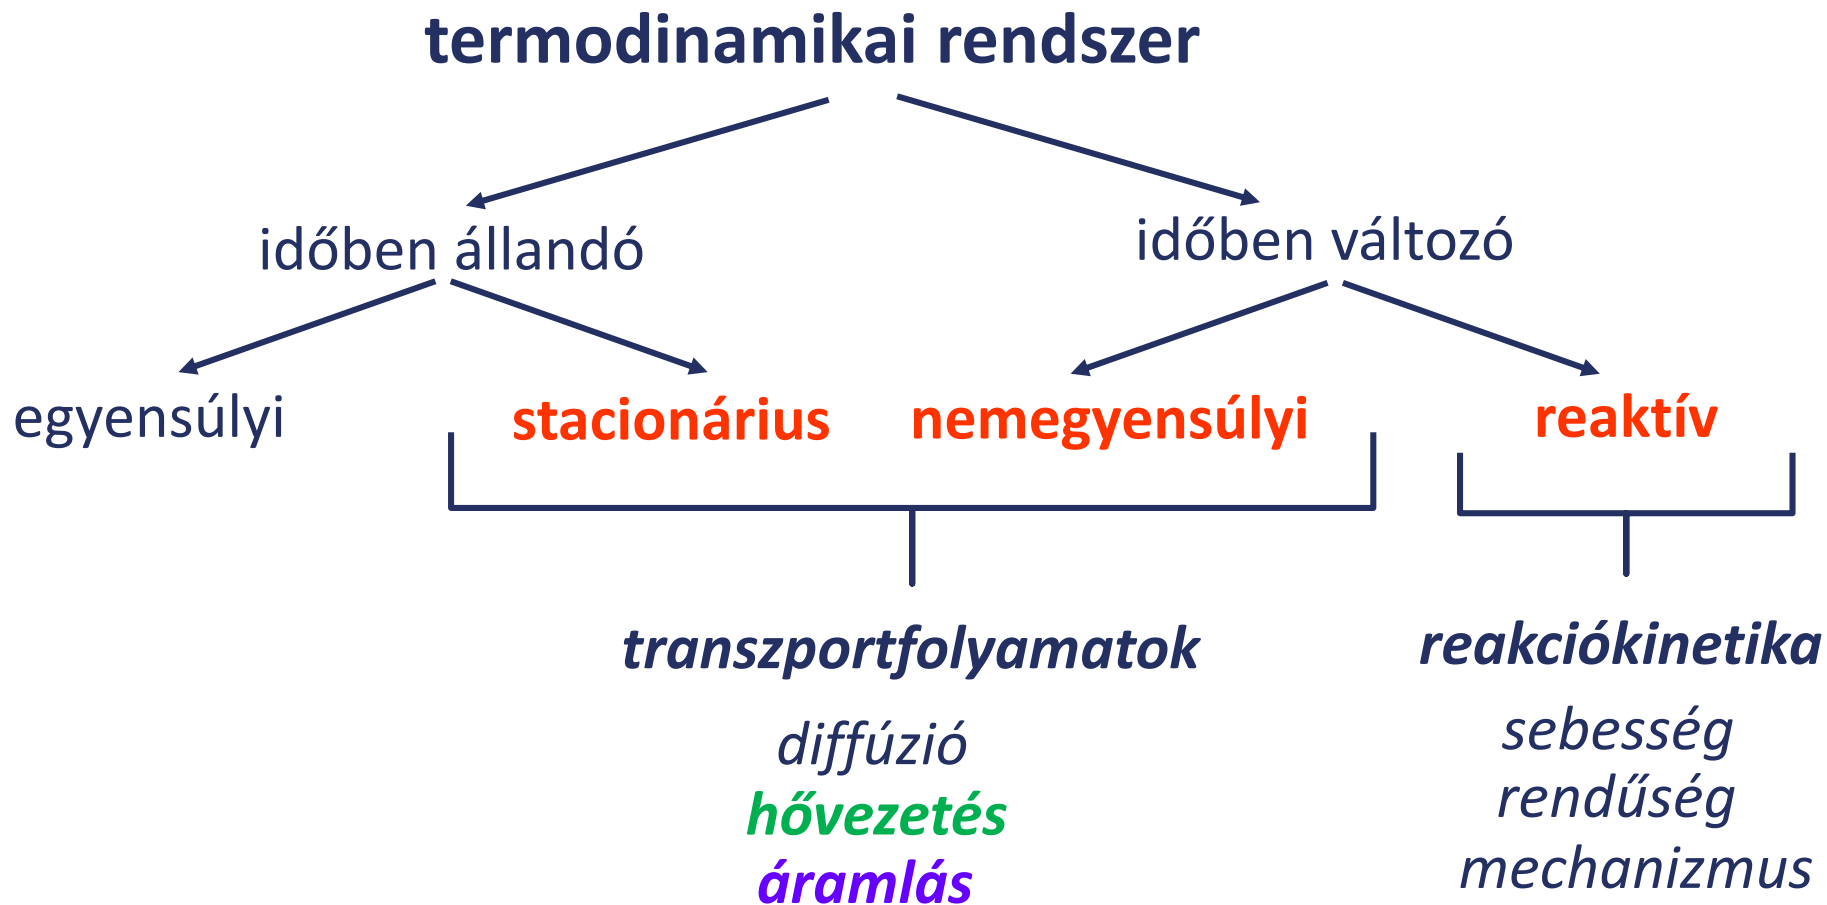 termodinamikai rendszer
időben állandó
időben változó
egyensúlyi
stacionárius
nemegyensúlyi
reaktív
transzportfolyamatok
diffúzió
hővezetés
áramlás
reakciókinetika
sebesség
rendűség
mechanizmus